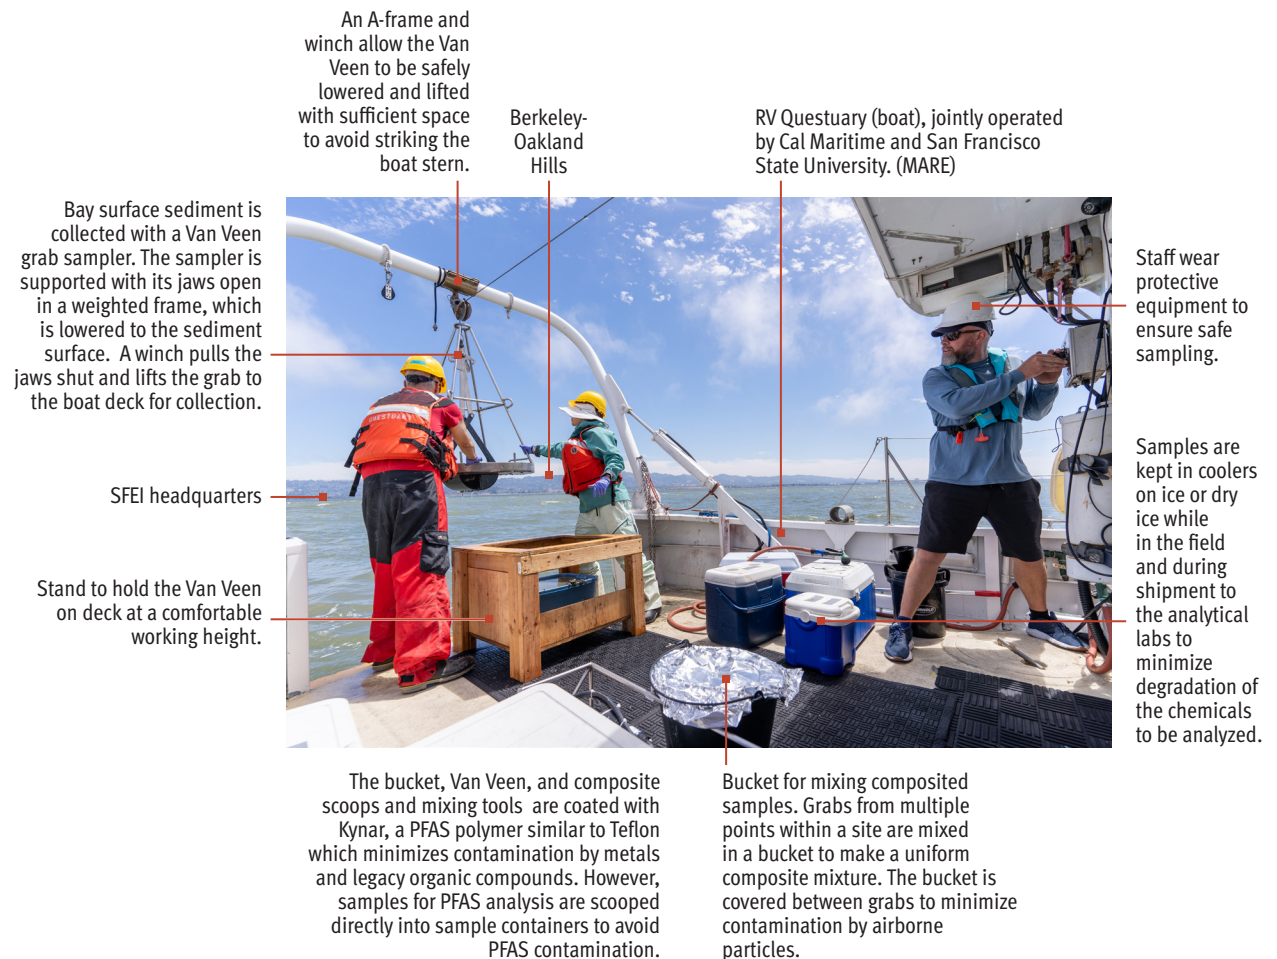 An A-frame and
winch allow the Van
Veen to be safely
lowered and lifted
with sufficient space
to avoid striking the
boat stern.
Berkeley-
Oakland
Hills
RV Questuary (boat), jointly operated
by Cal Maritime and San Francisco
State University. (MARE)
Bay surface sediment is
collected with a Van Veen
grab sampler. The sampler is
supported with its jaws open
in a weighted frame, which
is lowered to the sediment
surface.  A winch pulls the
jaws shut and lifts the grab to
the boat deck for collection.
SFEI headquarters
Stand to hold the Van Veen
on deck at a comfortable
working height.
Staff wear
protective
equipment to
ensure safe
sampling.
Samples are
kept in coolers
on ice or dry
ice while
in the field
and during
shipment to
the analytical
labs to
minimize
degradation of
the chemicals
to be analyzed.
The bucket, Van Veen, and composite
scoops and mixing tools  are coated with
Kynar, a PFAS polymer similar to Teflon
which minimizes contamination by metals
and legacy organic compounds. However,
samples for PFAS analysis are scooped
directly into sample containers to avoid
PFAS contamination.
Bucket for mixing composited
samples. Grabs from multiple
points within a site are mixed
in a bucket to make a uniform
composite mixture. The bucket is
covered between grabs to minimize
contamination by airborne
particles.